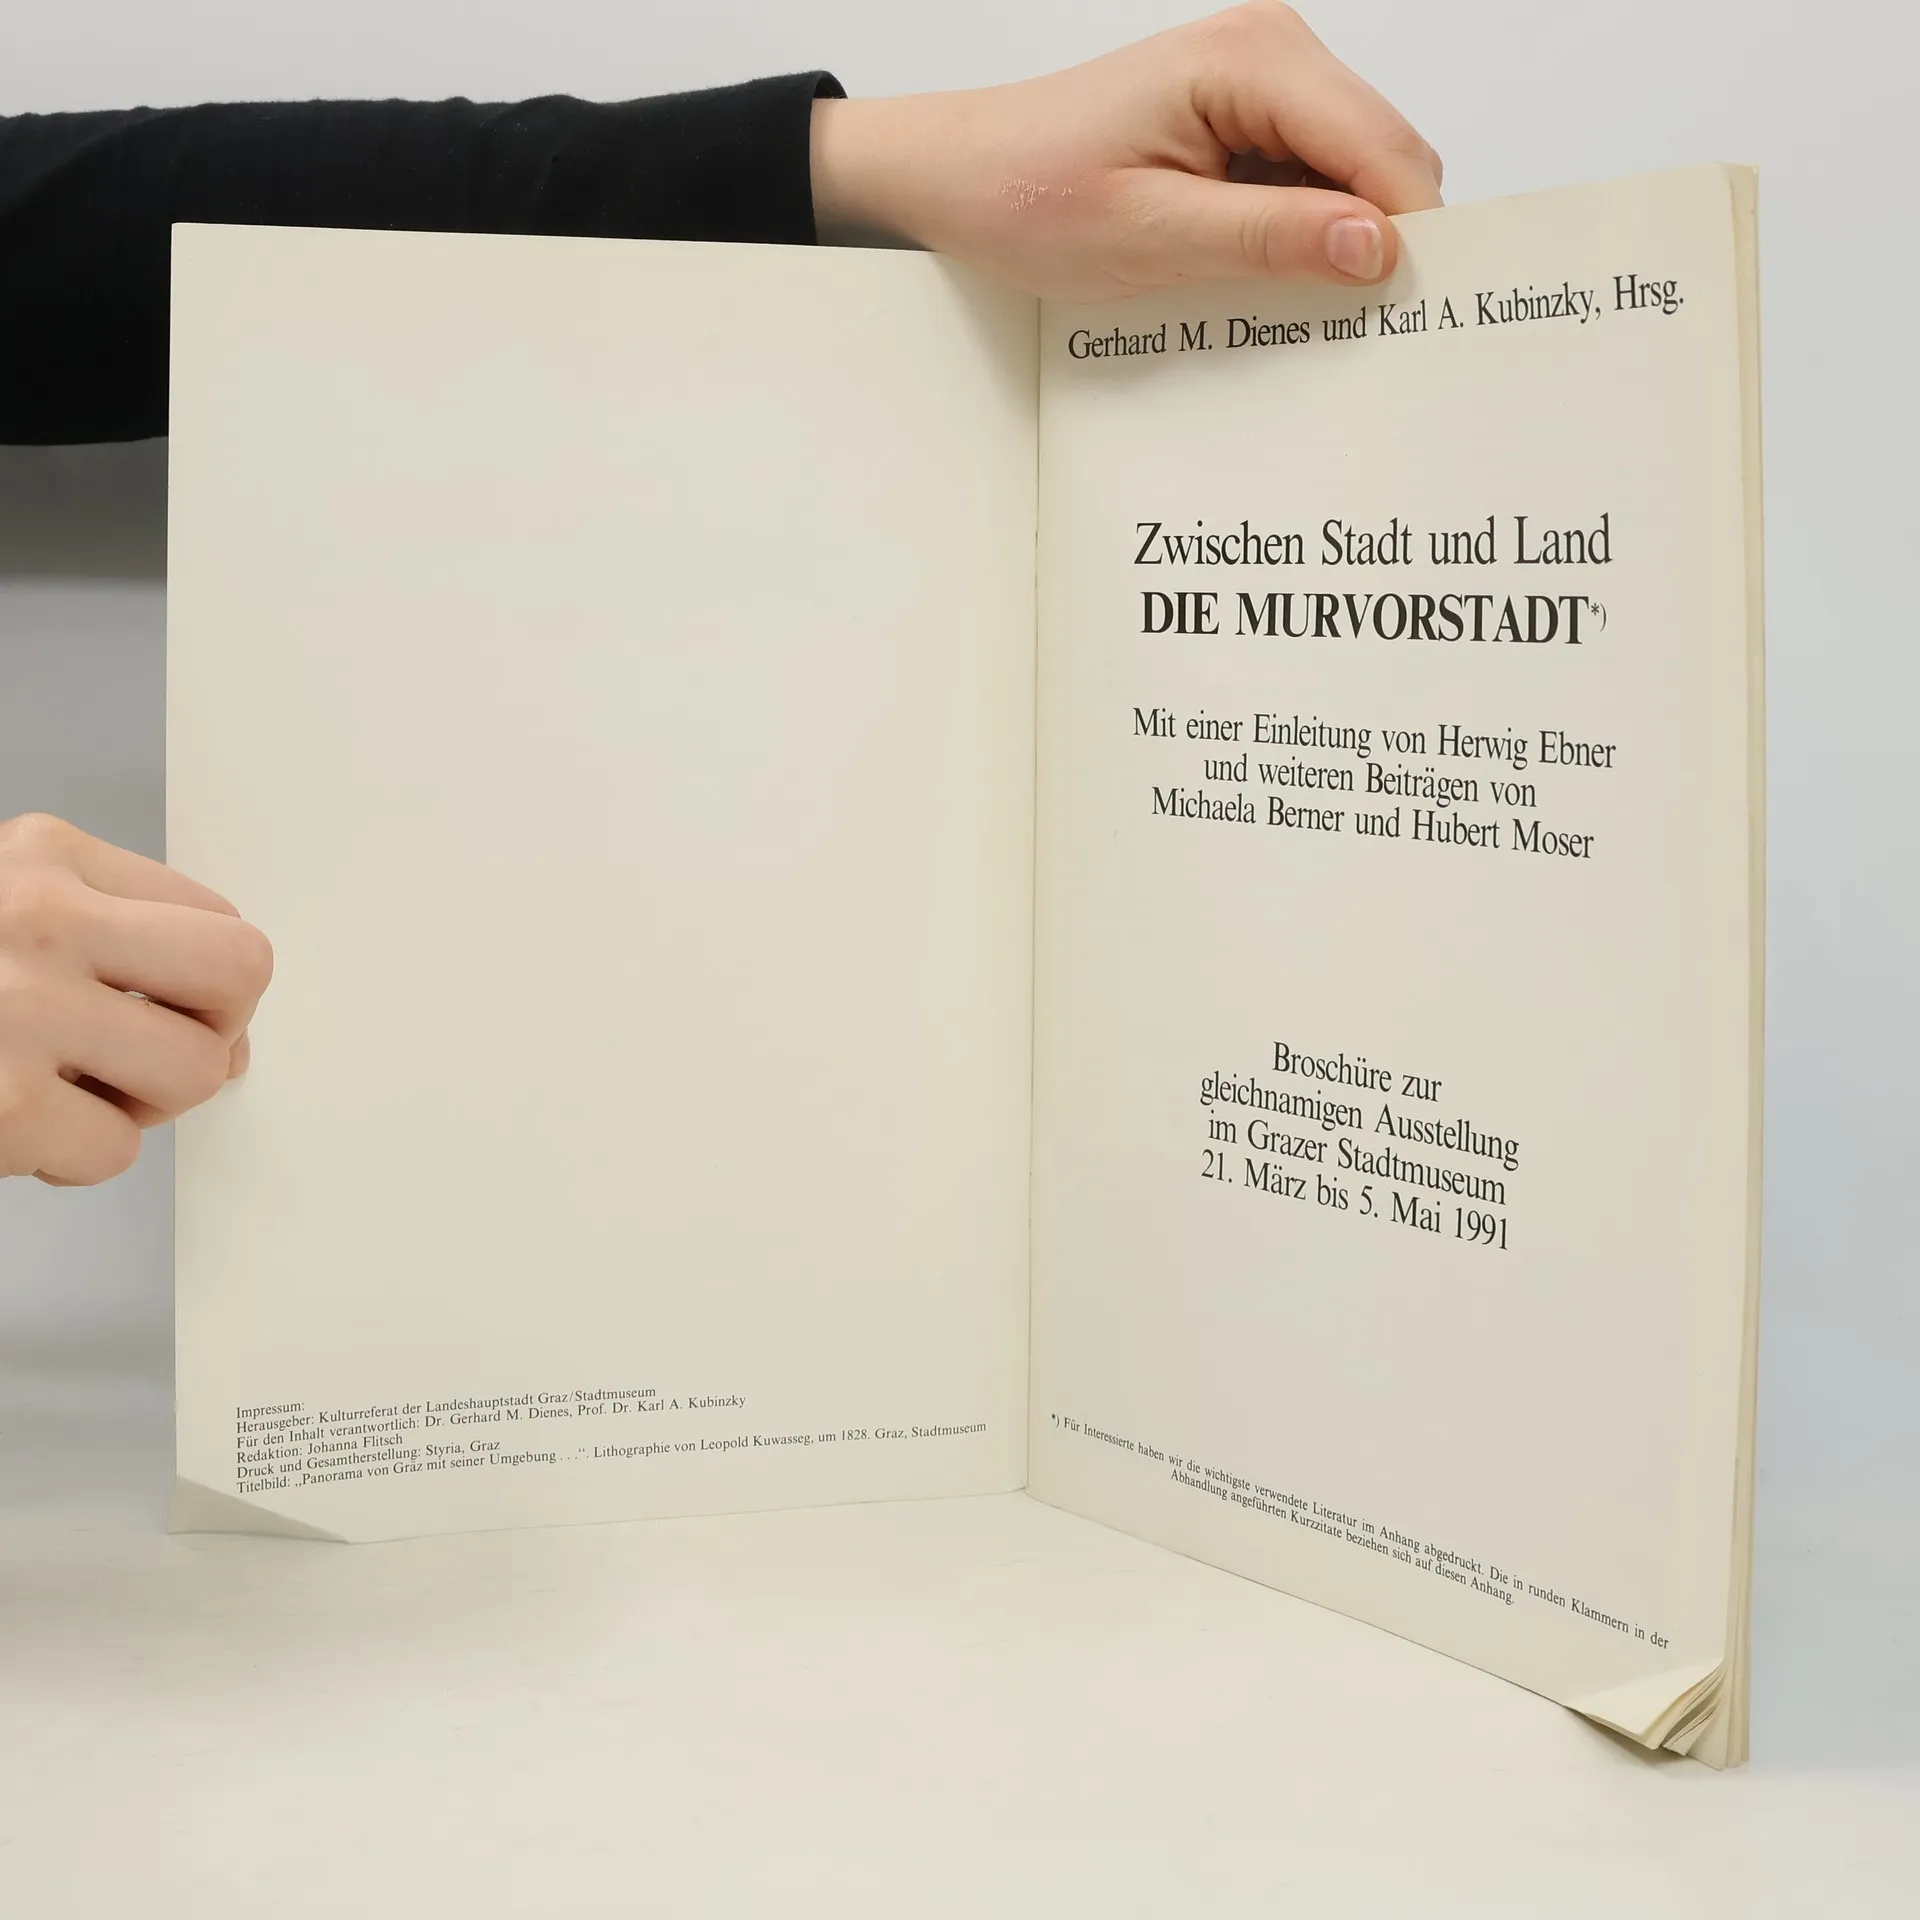 Impressum:
Herausgeber: Kulturreferat der Landeshauptstadt Graz/Stadtmuseum
Für den Inhalt verantwortlich: Dr. Gerhard M. Dienes, Prof. Dr. Karl A. Kubinzky
Redaktion: Johanna Flitsch
Druck und Gesamtherstellung: Styria, Graz
Titelbild: „Panorama von Gräz mit seiner Umgebung . . .“. Lithographie von Leopold Kuwasseg, um 1828. Graz, Stadtmuseum
Gerhard M. Dienes und Karl A. Kubinzky, Hrsg.
Zwischen Stadt und Land
DIE MURVORSTADT*)
Mit einer Einleitung von Herwig Ebner
und weiteren Beiträgen von
Michaela Berner und Hubert Moser
Broschüre zur
gleichnamigen Ausstellung
im Grazer Stadtmuseum
21. März bis 5. Mai 1991
*) Für Interessierte haben wir die wichtigste verwendete Literatur im Anhang abgedruckt. Die in runden Klammern in der
Abhandlung angeführten Kurzzitate beziehen sich auf diesen Anhang.